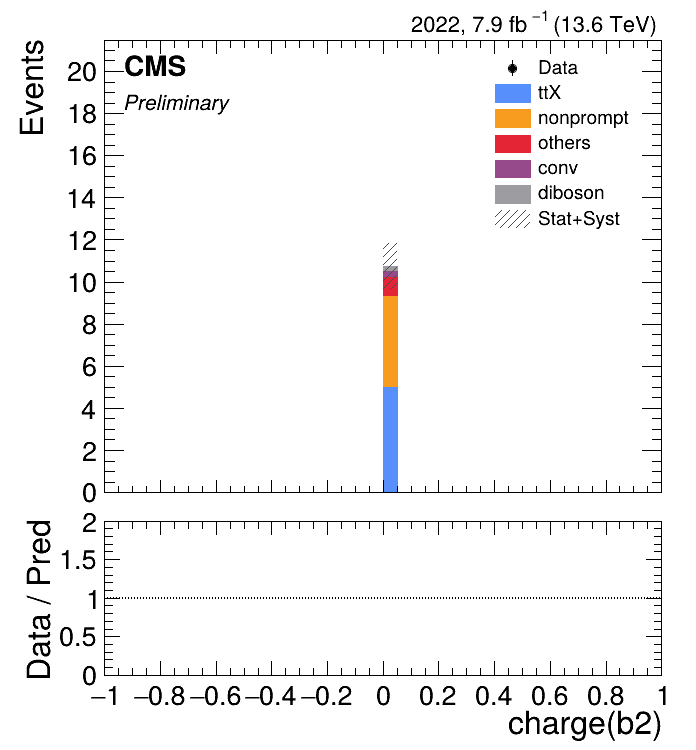 2022, 7.9 fb⁻¹ (13.6 TeV)
CMS
Preliminary
Data
ttX
nonprompt
others
conv
diboson
Stat+Syst
Events
20
18
16
14
12
10
8
6
4
2
0
Data / Pred
2
1.5
1
0.5
0
−1 −0.8 −0.6 −0.4 −0.2 0 0.2 0.4 0.6 0.8 1
charge(b2)